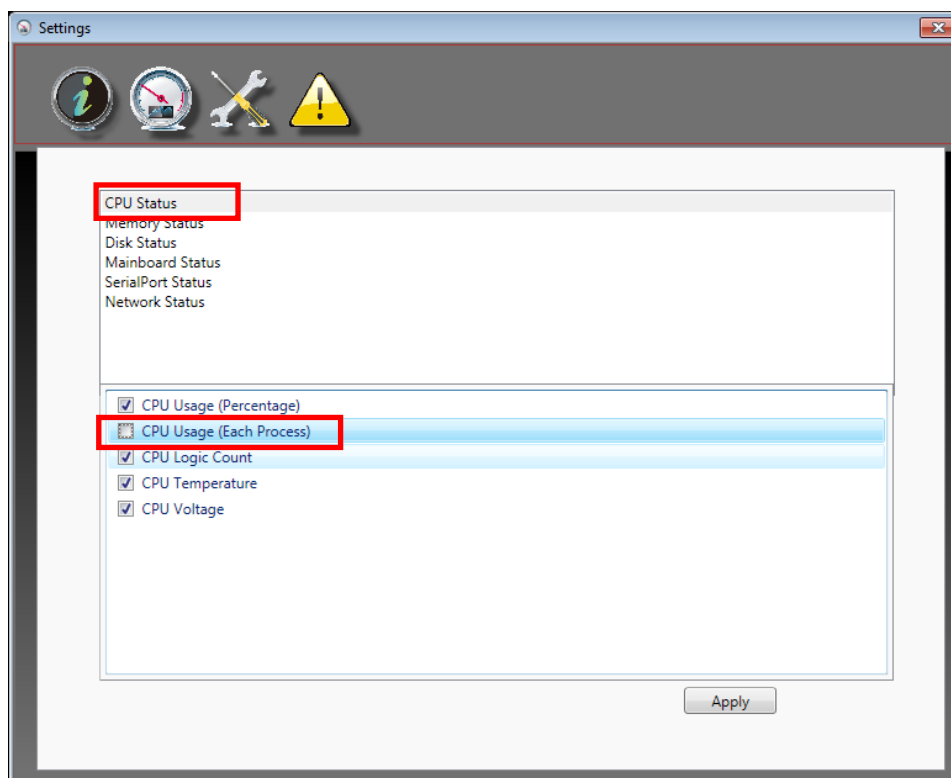 Settings
CPU Status
Memory Status
Disk Status
Mainboard Status
SerialPort Status
Network Status
CPU Usage (Percentage)
CPU Usage (Each Process)
CPU Logic Count
CPU Temperature
CPU Voltage
Apply